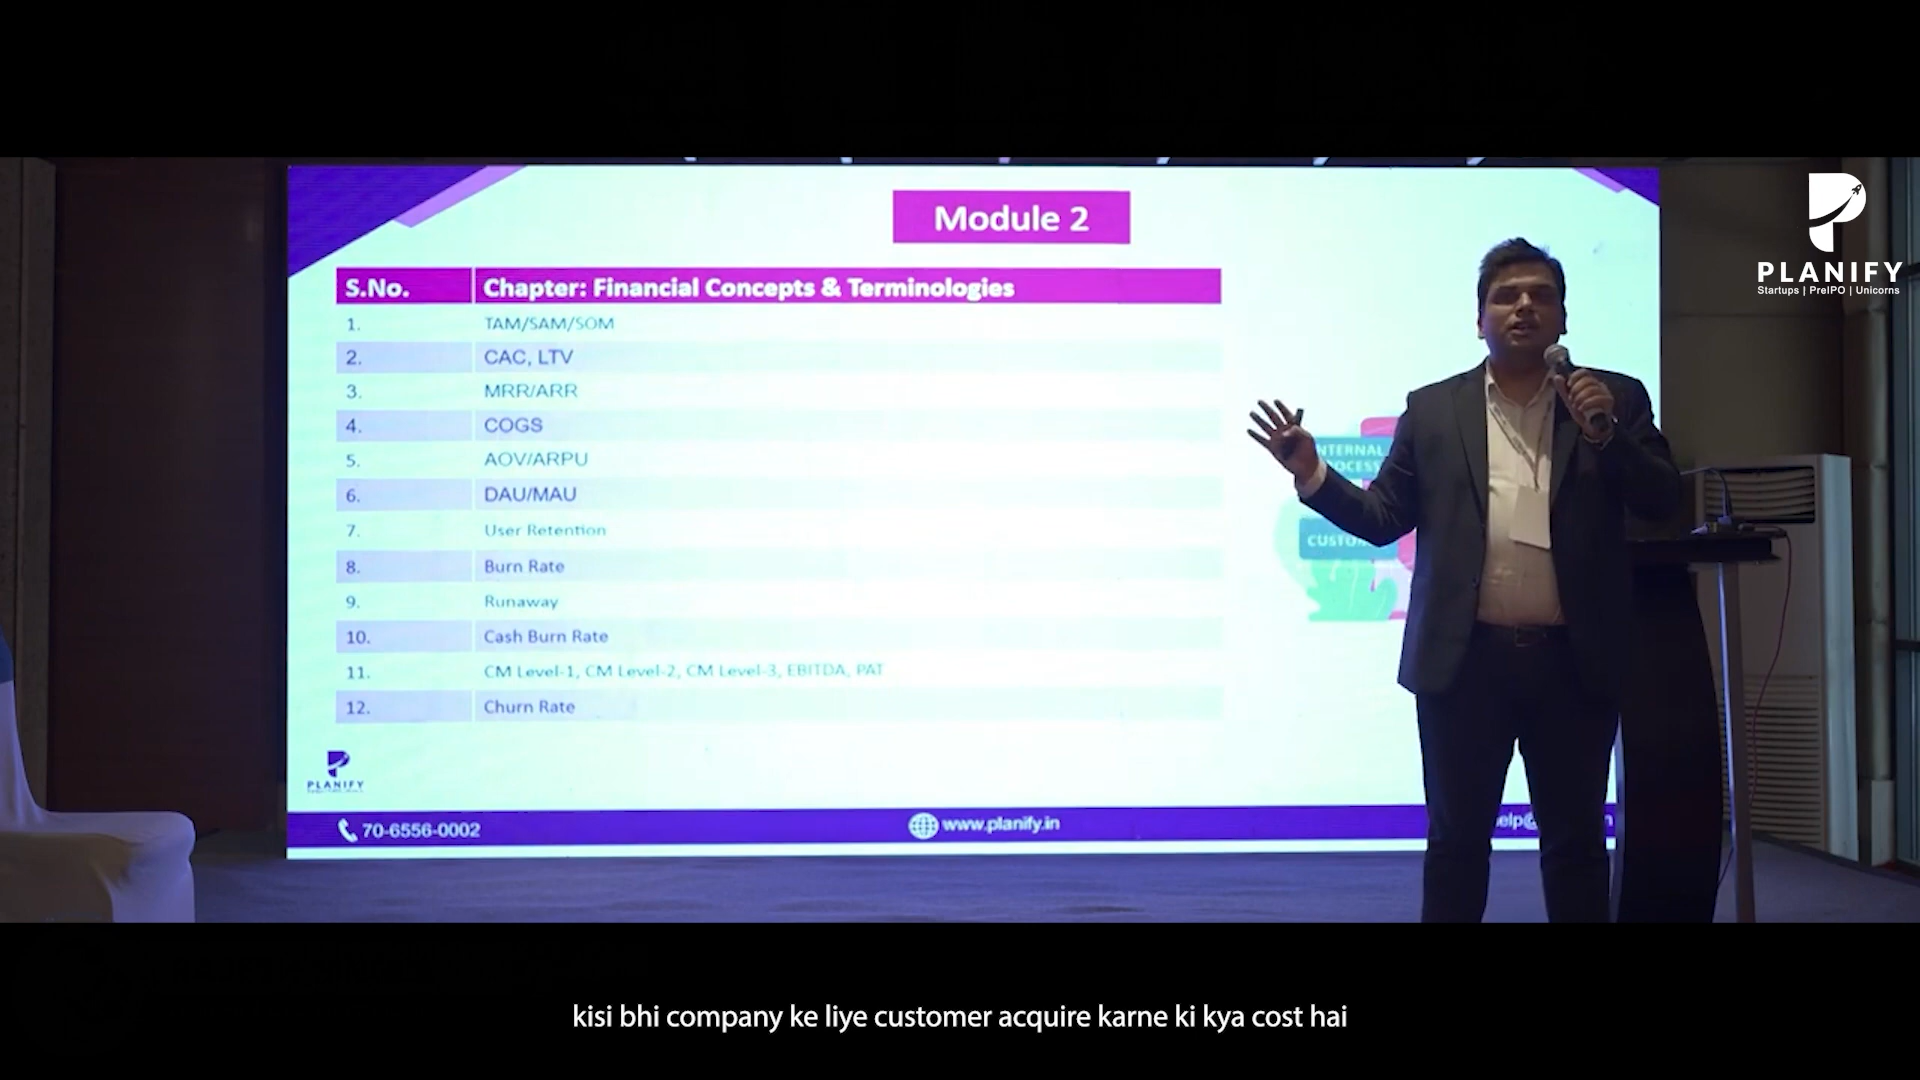 Module 2
S.No. Chapter: Financial Concepts & Terminologies
1. TAM/SAM/SOM
2. CAC, LTV
3. MRR/ARR
4. COGS
5. AOV/ARPU
6. DAU/MAU
7. User Retention
8. Burn Rate
9. Runaway
10. Cash Burn Rate
11. CM Level-1, CM Level-2, CM Level-3, EBITDA, PAT
12. Churn Rate
PLANIFY
70-6556-0002
www.planify.in
PLANIFY
Startups | PreIPO | Unicorns
kisi bhi company ke liye customer acquire karne ki kya cost hai